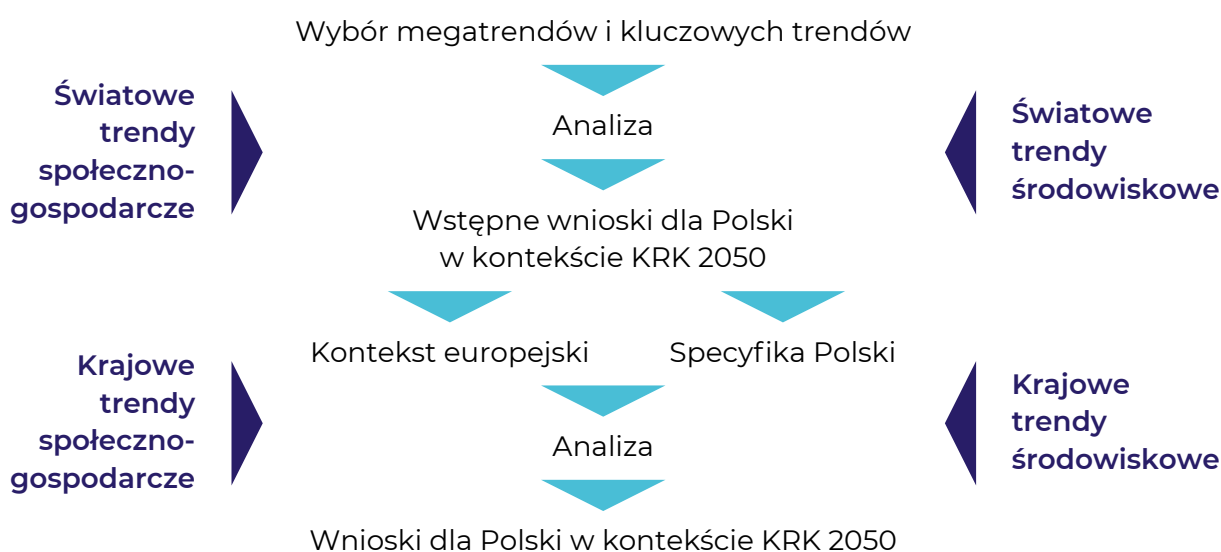 Wybór megatrendów i kluczowych trendów
Światowe
trendy
społeczno-
gospodarcze
Analiza
Światowe
trendy
środowiskowe
Wstępne wnioski dla Polski
w kontekście KRK 2050
Kontekst europejski
Specyfika Polski
Krajowe
trendy
społeczno-
gospodarcze
Analiza
Krajowe
trendy
środowiskowe
Wnioski dla Polski w kontekście KRK 2050